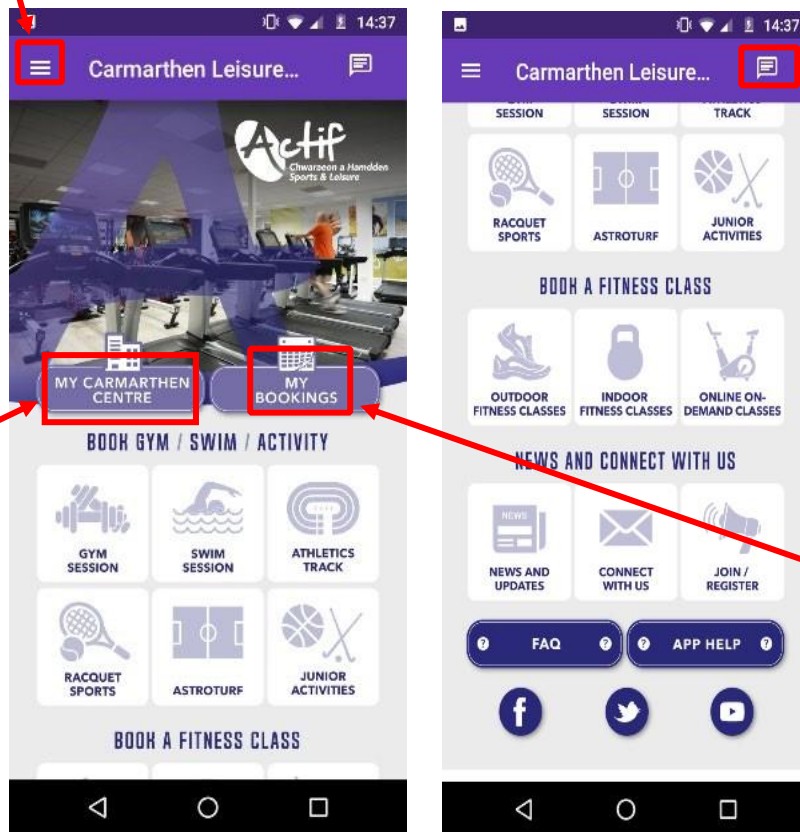 14:37
Carmarthen Leisure...
Actif
Chwaraeon a Hamdden
Sports & Leisure
MY CARMARTHEN
CENTRE
MY
BOOKINGS
BOOK GYM / SWIM / ACTIVITY
GYM
SESSION
SWIM
SESSION
ATHLETICS
TRACK
RACQUET
SPORTS
ASTROTURF
JUNIOR
ACTIVITIES
BOOK A FITNESS CLASS
14:37
Carmarthen Leisure...
SESSION
SESSION
TRACK
RACQUET
SPORTS
ASTROTURF
JUNIOR
ACTIVITIES
BOOK A FITNESS CLASS
OUTDOOR
FITNESS CLASSES
INDOOR
FITNESS CLASSES
ONLINE ON-
DEMAND CLASSES
NEWS AND CONNECT WITH US
NEWS
NEWS AND
UPDATES
CONNECT
WITH US
JOIN /
REGISTER
? FAQ ?
? APP HELP ?